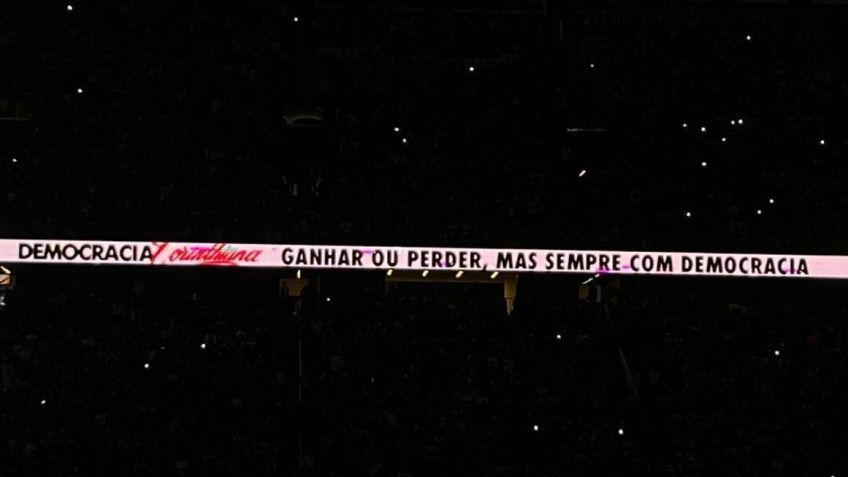 DEMOCRACIA Corinthiana GANHAR OU PERDER, MAS SEMPRE COM DEMOCRACIA